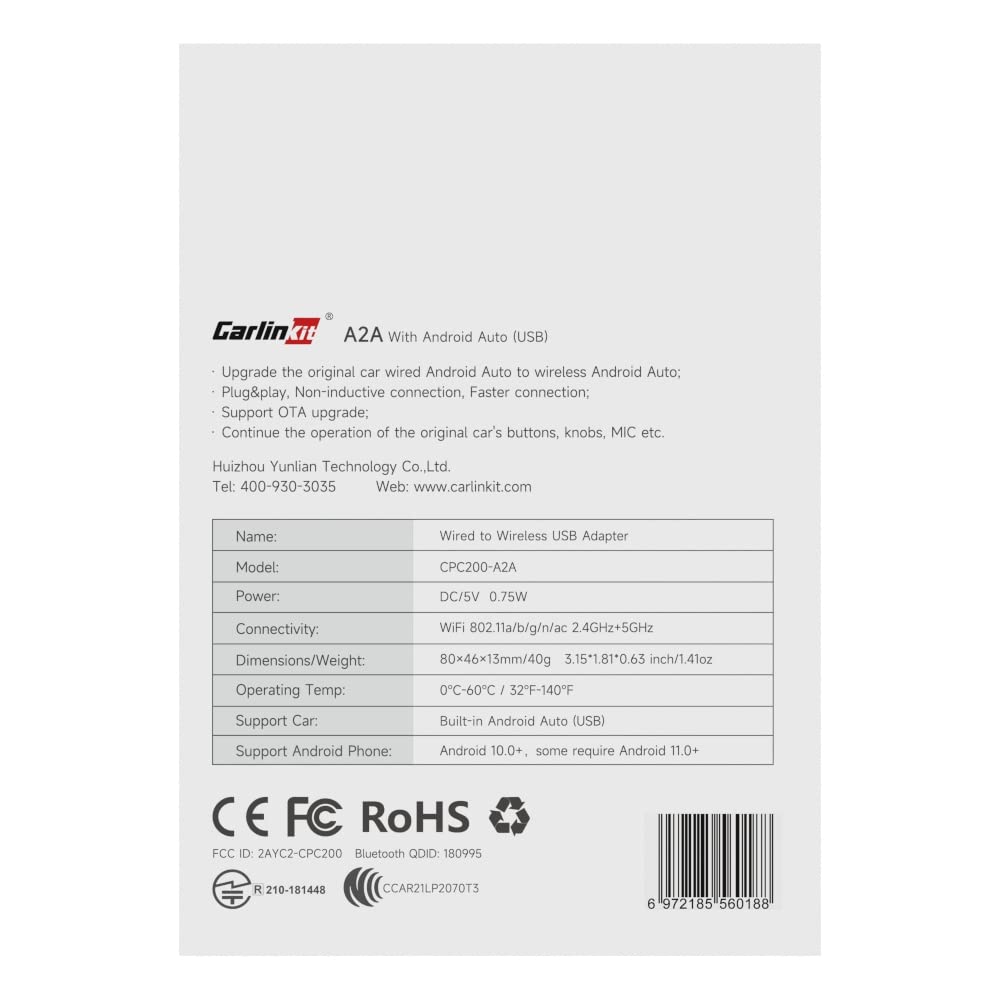 Carlinkit® A2A With Android Auto (USB)
· Upgrade the original car wired Android Auto to wireless Android Auto;
· Plug&play, Non-inductive connection, Faster connection;
· Support OTA upgrade;
· Continue the operation of the original car's buttons, knobs, MIC etc.
Huizhou Yunlian Technology Co.,Ltd.
Tel: 400-930-3035 Web: www.carlinkit.com
Name: Wired to Wireless USB Adapter
Model: CPC200-A2A
Power: DC/5V 0.75W
Connectivity: WiFi 802.11a/b/g/n/ac 2.4GHz+5GHz
Dimensions/Weight: 80×46×13mm/40g 3.15*1.81*0.63 inch/1.41oz
Operating Temp: 0°C-60°C / 32°F-140°F
Support Car: Built-in Android Auto (USB)
Support Android Phone: Android 10.0+, some require Android 11.0+
CE FC RoHS
FCC ID: 2AYC2-CPC200 Bluetooth QDID: 180995
R 210-181448 CCAR21LP2070T3
6 972185 560188